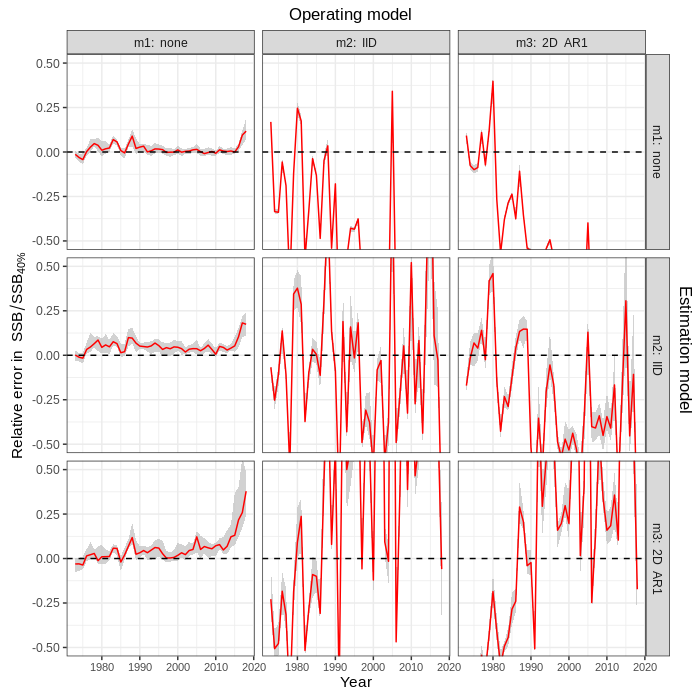 Operating model
m1: none
m2: IID
m3: 2D AR1
0.50
0.25
0.00
-0.25
-0.50
m1: none
0.50
0.25
0.00
-0.25
-0.50
m2: IID
0.50
0.25
0.00
-0.25
-0.50
m3: 2D AR1
Relative error in SSB/SSB40%
Estimation model
1980 1990 2000 2010 2020
1980 1990 2000 2010 2020
1980 1990 2000 2010 2020
Year